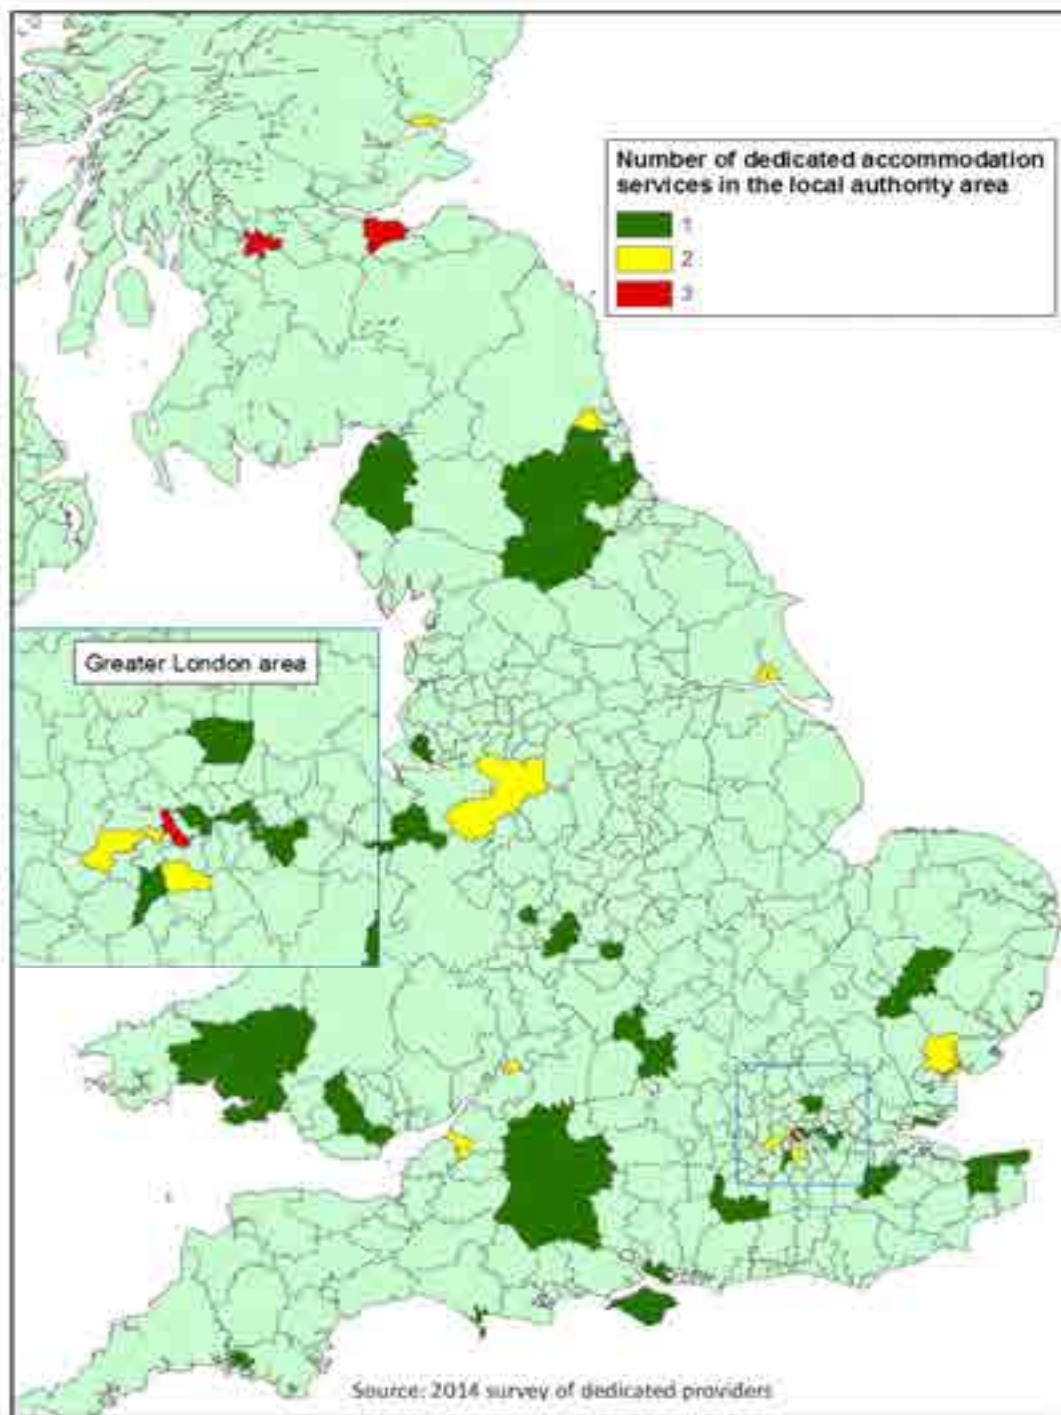 Number of dedicated accommodation
services in the local authority area
1
2
3
Greater London area
Source: 2014 survey of dedicated providers